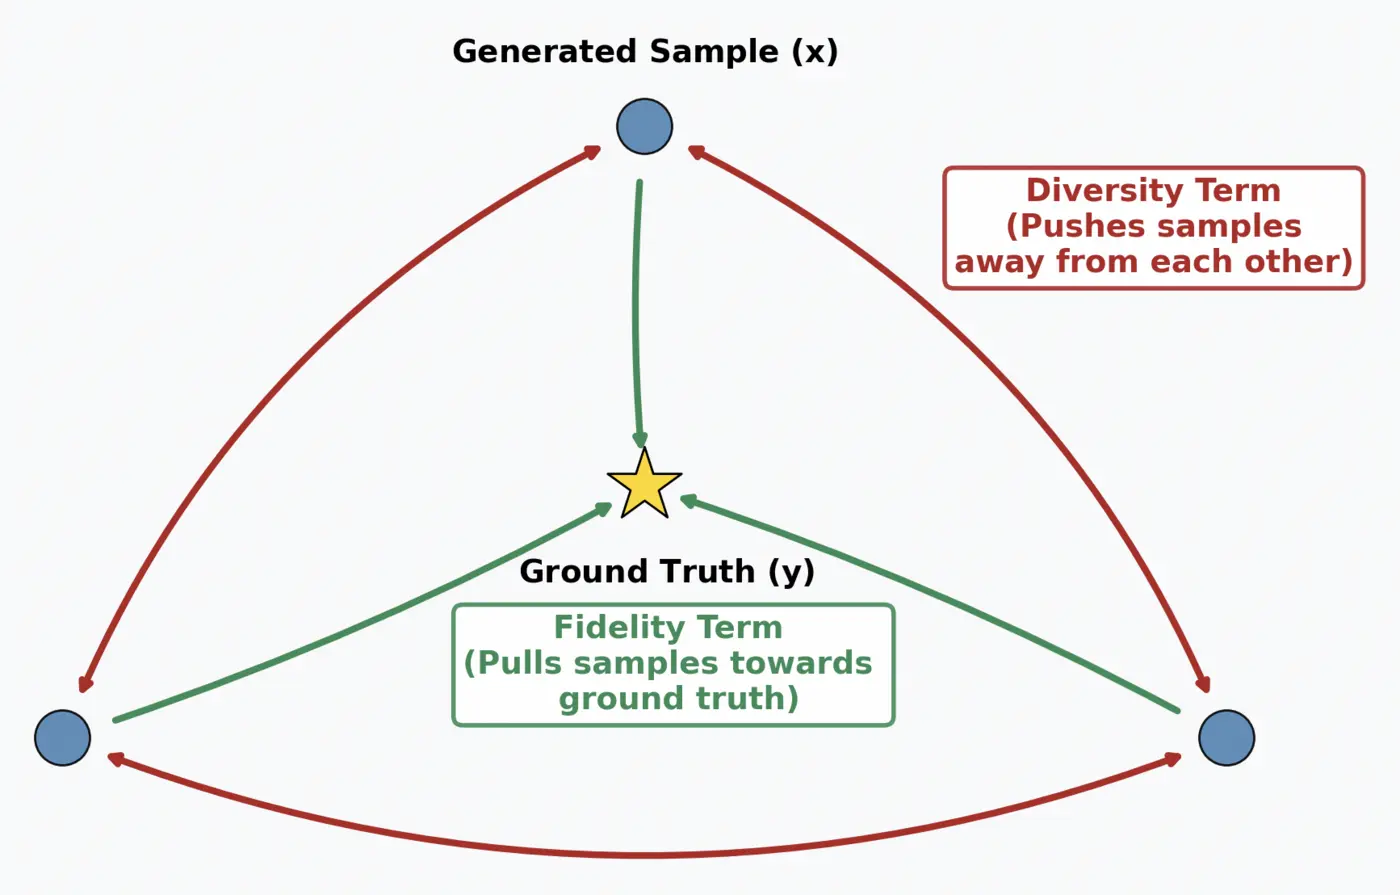 Generated Sample (x)
Diversity Term
(Pushes samples
away from each other)
Ground Truth (y)
Fidelity Term
(Pulls samples towards
ground truth)